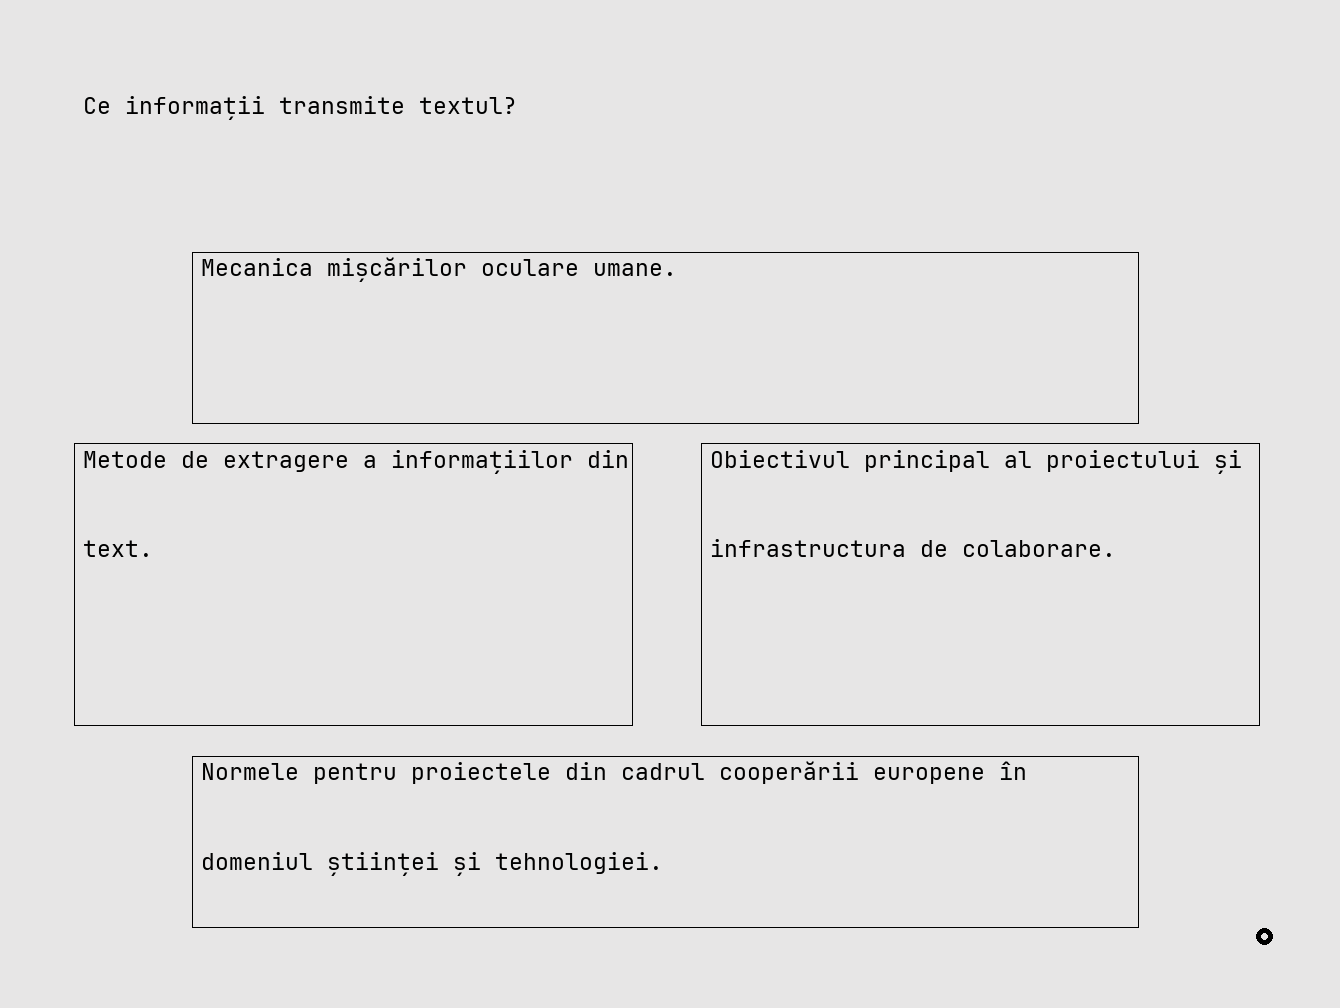 Ce informații transmite textul?
Mecanica mișcărilor oculare umane.
Metode de extragere a informațiilor din
text.
Obiectivul principal al proiectului și
infrastructura de colaborare.
Normele pentru proiectele din cadrul cooperării europene în
domeniul științei și tehnologiei.